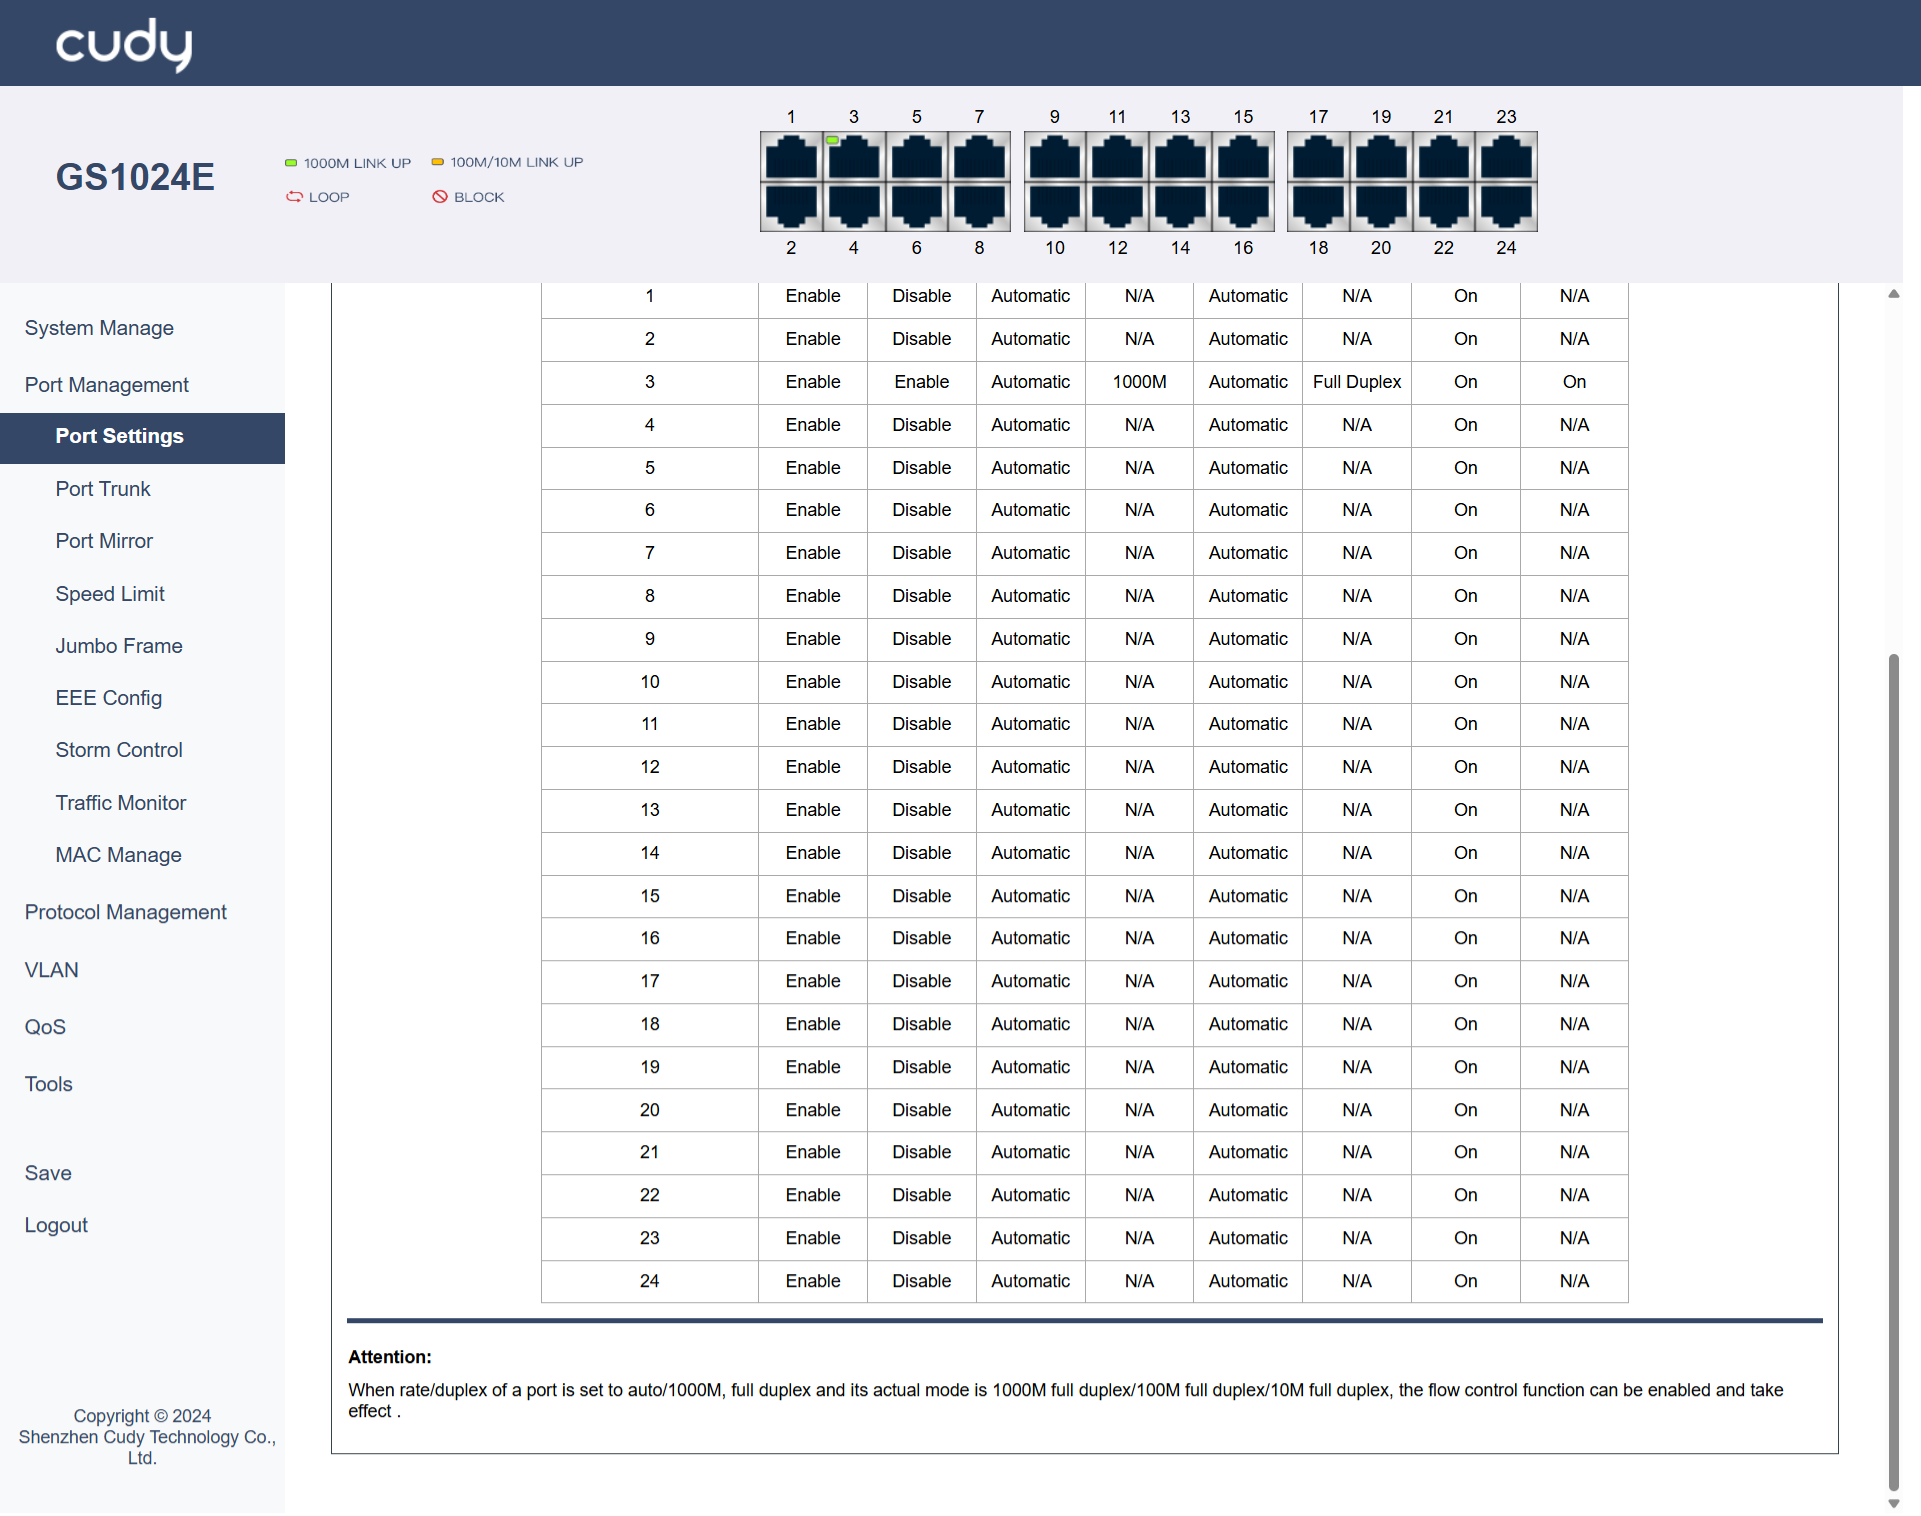 cudy
GS1024E
1000M LINK UP 100M/10M LINK UP
LOOP BLOCK
1 3 5 7 9 11 13 15 17 19 21 23
2 4 6 8 10 12 14 16 18 20 22 24
System Manage
Port Management
Port Settings
Port Trunk
Port Mirror
Speed Limit
Jumbo Frame
EEE Config
Storm Control
Traffic Monitor
MAC Manage
Protocol Management
VLAN
QoS
Tools
Save
Logout
Copyright © 2024
Shenzhen Cudy Technology Co.,
Ltd.
1 Enable Disable Automatic N/A Automatic N/A On N/A
2 Enable Disable Automatic N/A Automatic N/A On N/A
3 Enable Enable Automatic 1000M Automatic Full Duplex On On
4 Enable Disable Automatic N/A Automatic N/A On N/A
5 Enable Disable Automatic N/A Automatic N/A On N/A
6 Enable Disable Automatic N/A Automatic N/A On N/A
7 Enable Disable Automatic N/A Automatic N/A On N/A
8 Enable Disable Automatic N/A Automatic N/A On N/A
9 Enable Disable Automatic N/A Automatic N/A On N/A
10 Enable Disable Automatic N/A Automatic N/A On N/A
11 Enable Disable Automatic N/A Automatic N/A On N/A
12 Enable Disable Automatic N/A Automatic N/A On N/A
13 Enable Disable Automatic N/A Automatic N/A On N/A
14 Enable Disable Automatic N/A Automatic N/A On N/A
15 Enable Disable Automatic N/A Automatic N/A On N/A
16 Enable Disable Automatic N/A Automatic N/A On N/A
17 Enable Disable Automatic N/A Automatic N/A On N/A
18 Enable Disable Automatic N/A Automatic N/A On N/A
19 Enable Disable Automatic N/A Automatic N/A On N/A
20 Enable Disable Automatic N/A Automatic N/A On N/A
21 Enable Disable Automatic N/A Automatic N/A On N/A
22 Enable Disable Automatic N/A Automatic N/A On N/A
23 Enable Disable Automatic N/A Automatic N/A On N/A
24 Enable Disable Automatic N/A Automatic N/A On N/A
Attention:
When rate/duplex of a port is set to auto/1000M, full duplex and its actual mode is 1000M full duplex/100M full duplex/10M full duplex, the flow control function can be enabled and take
effect .